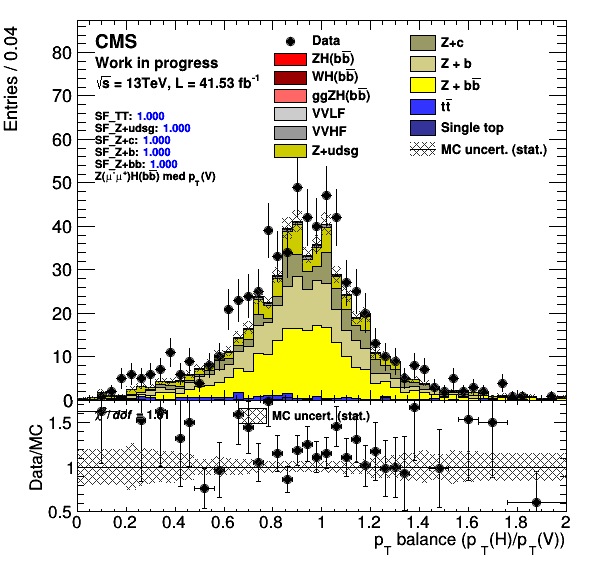 CMS
Work in progress
√s = 13TeV, L = 41.53 fb⁻¹
SF_TT: 1.000
SF_Z+udsg: 1.000
SF_Z+c: 1.000
SF_Z+b: 1.000
SF_Z+bb: 1.000
Z(μ⁻μ⁺)H(bb̅) med p_T(V)
Data
ZH(bb̅)
WH(bb̅)
ggZH(bb̅)
VVLF
VVHF
Z+udsg
Z+c
Z + b
Z + bb̅
tt̅
Single top
MC uncert. (stat.)
Entries / 0.04
80
70
60
50
40
30
20
10
0
χ²/ ddf = 1.61
MC uncert. (stat.)
Data/MC
1.5
1
0.5
0 0.2 0.4 0.6 0.8 1 1.2 1.4 1.6 1.8 2
p_T balance (p_T(H)/p_T(V))